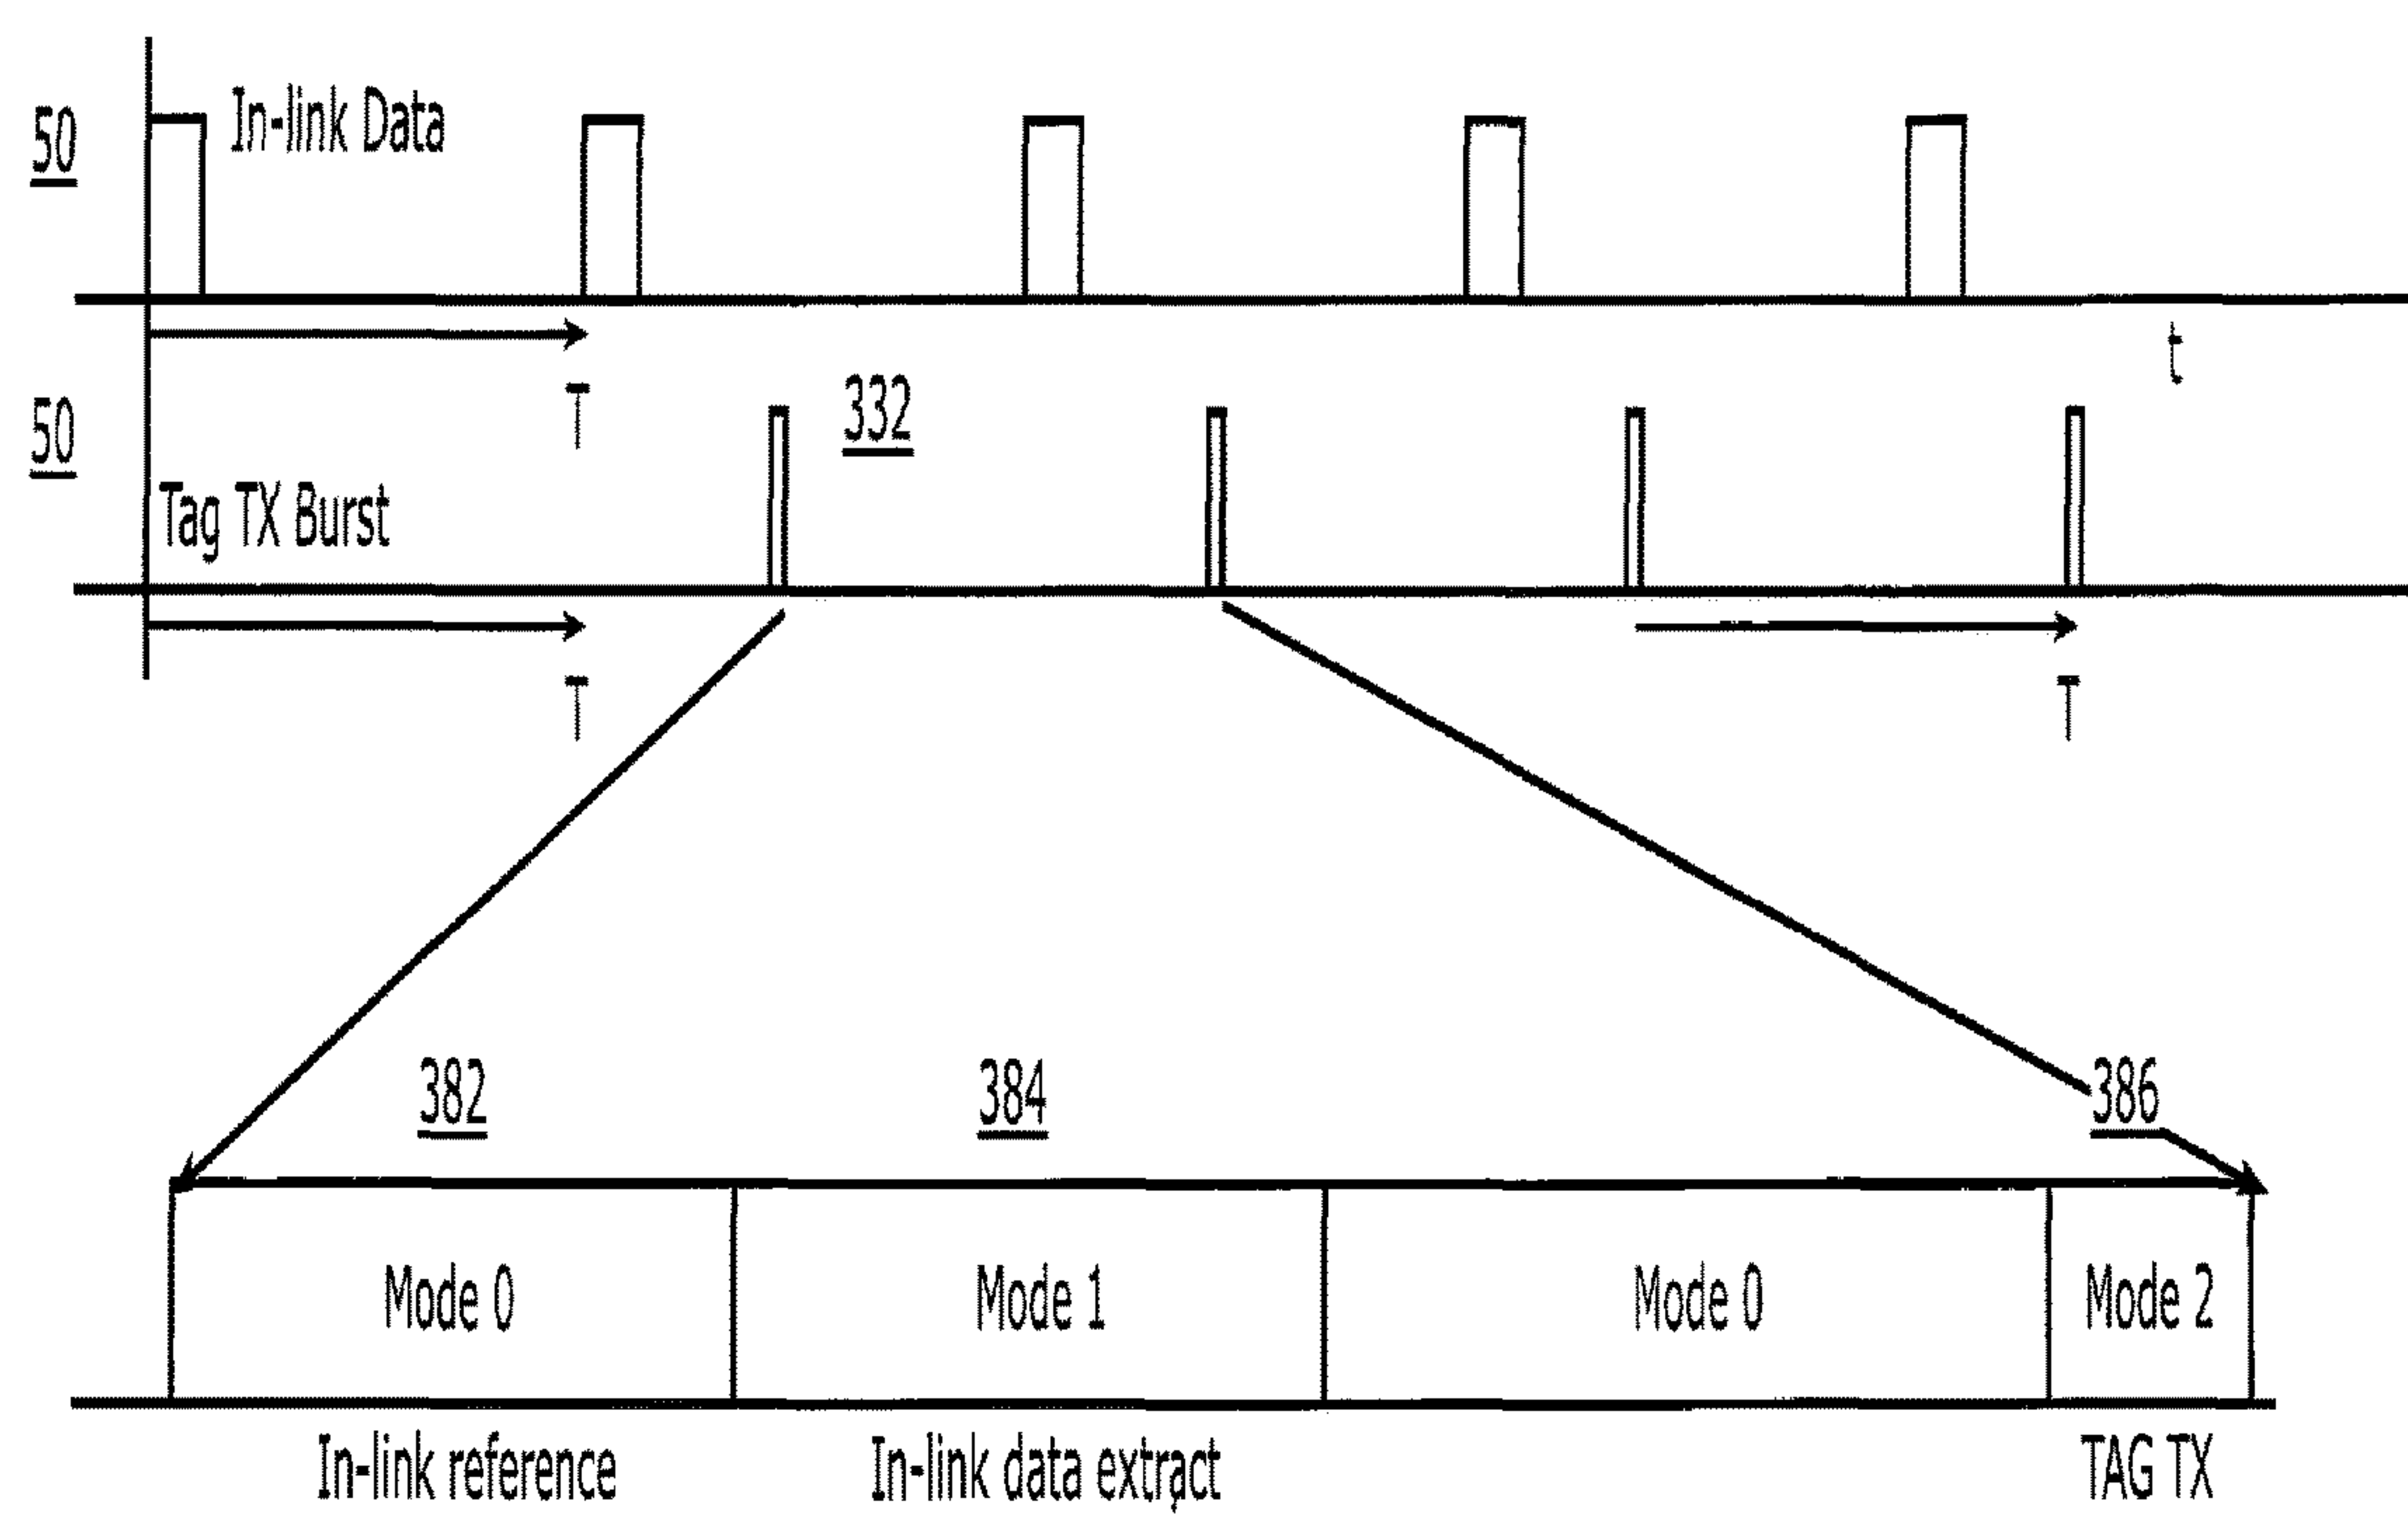 50
In-link Data
t
T
332
50
Tag TX Burst
T
T
382
384
386
Mode 0
Mode 1
Mode 0
Mode 2
In-link reference
In-link data extract
TAG TX